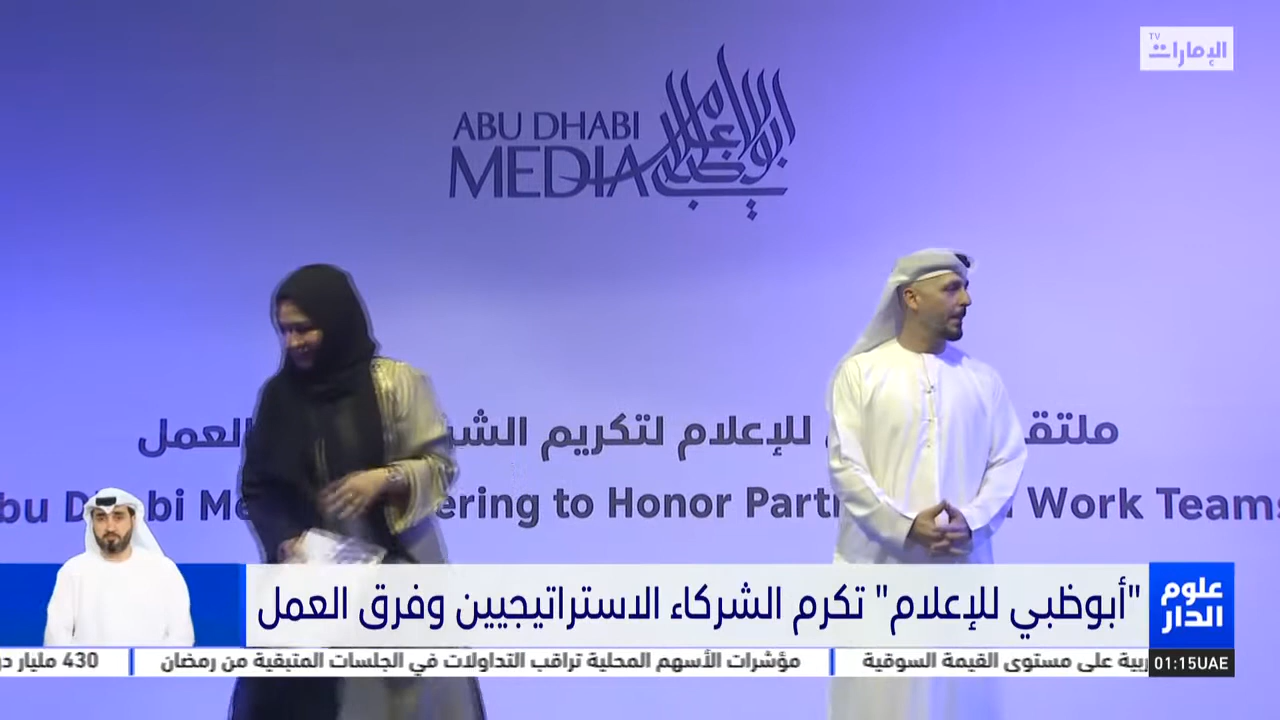 الإمارات
TV
ABU DHABI
MEDIA
أبوظبي للإعلام
للإعلام لتكريم العمل
Dhabi to Honor Work Teams
"أبوظبي للإعلام" تكرم الشركاء الاستراتيجيين وفرق العمل
علوم
الدار
على مستوى القيمة السوقية | مؤشرات الأسهم المحلية تراقب التداولات في الجلسات المتبقية من رمضان | 430 مليار
01:15UAE